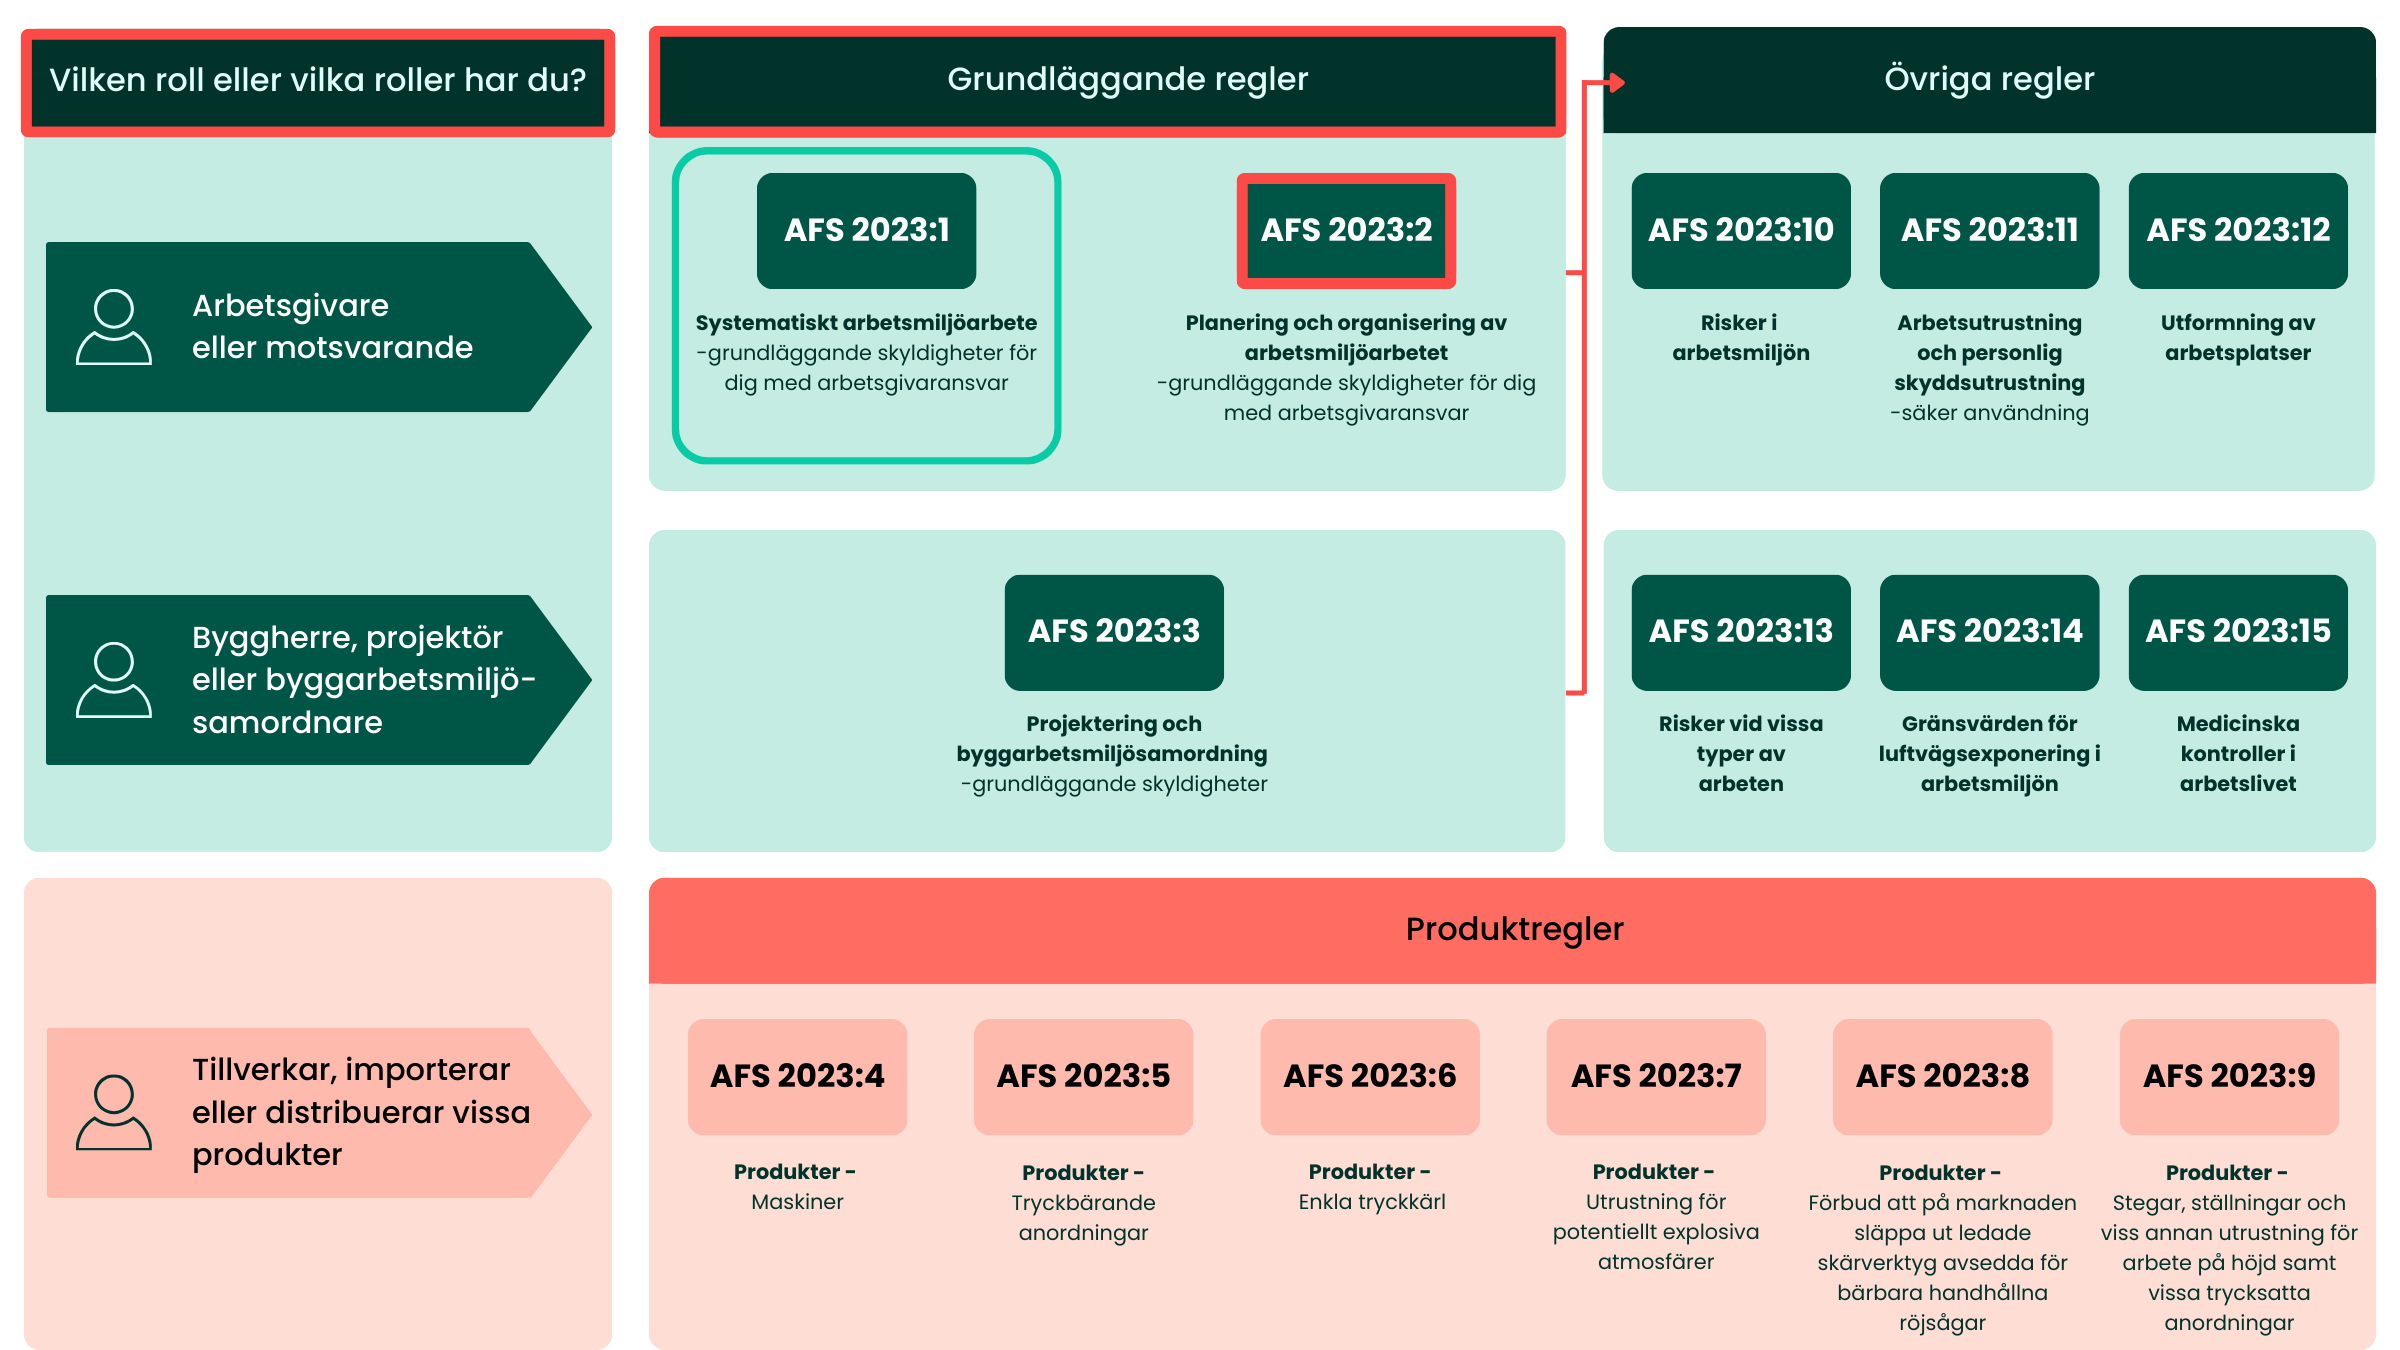 Vilken roll eller vilka roller har du?
Arbetsgivare
eller motsvarande
Byggherre, projektör
eller byggarbetsmiljö-
samordnare
Grundläggande regler
AFS 2023:1
Systematiskt arbetsmiljöarbete
-grundläggande skyldigheter för
dig med arbetsgivaransvar
AFS 2023:2
Planering och organisering av
arbetsmiljöarbetet
-grundläggande skyldigheter för dig
med arbetsgivaransvar
AFS 2023:3
Projektering och
byggarbetsmiljösamordning
-grundläggande skyldigheter
Övriga regler
AFS 2023:10
Risker i
arbetsmiljön
AFS 2023:11
Arbetsutrustning
och personlig
skyddsutrustning
-säker användning
AFS 2023:12
Utformning av
arbetsplatser
AFS 2023:13
Risker vid vissa
typer av
arbeten
AFS 2023:14
Gränsvärden för
luftvägsexponering i
arbetsmiljön
AFS 2023:15
Medicinska
kontroller i
arbetslivet
Tillverkar, importerar
eller distribuerar vissa
produkter
Produktregler
AFS 2023:4
Produkter -
Maskiner
AFS 2023:5
Produkter -
Tryckbärande
anordningar
AFS 2023:6
Produkter -
Enkla tryckkärl
AFS 2023:7
Produkter -
Utrustning för
potentiellt explosiva
atmosfärer
AFS 2023:8
Produkter -
Förbud att på marknaden
släppa ut ledade
skärverktyg avsedda för
bärbara handhållna
röjsågar
AFS 2023:9
Produkter -
Stegar, ställningar och
viss annan utrustning för
arbete på höjd samt
vissa trycksatta
anordningar